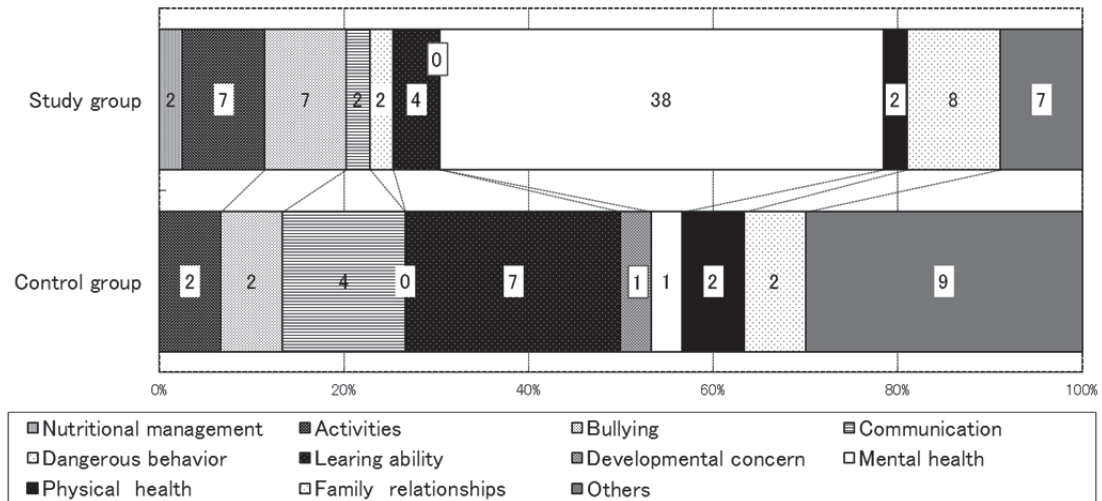 0
Study group 2 7 7 2 2 4 38 2 8 7
Control group 2 2 4 0 7 1 1 2 2 9
0% 20% 40% 60% 80% 100%
Nutritional management Activities Bullying Communication
Dangerous behavior Learing ability Developmental concern Mental health
Physical health Family relationships Others